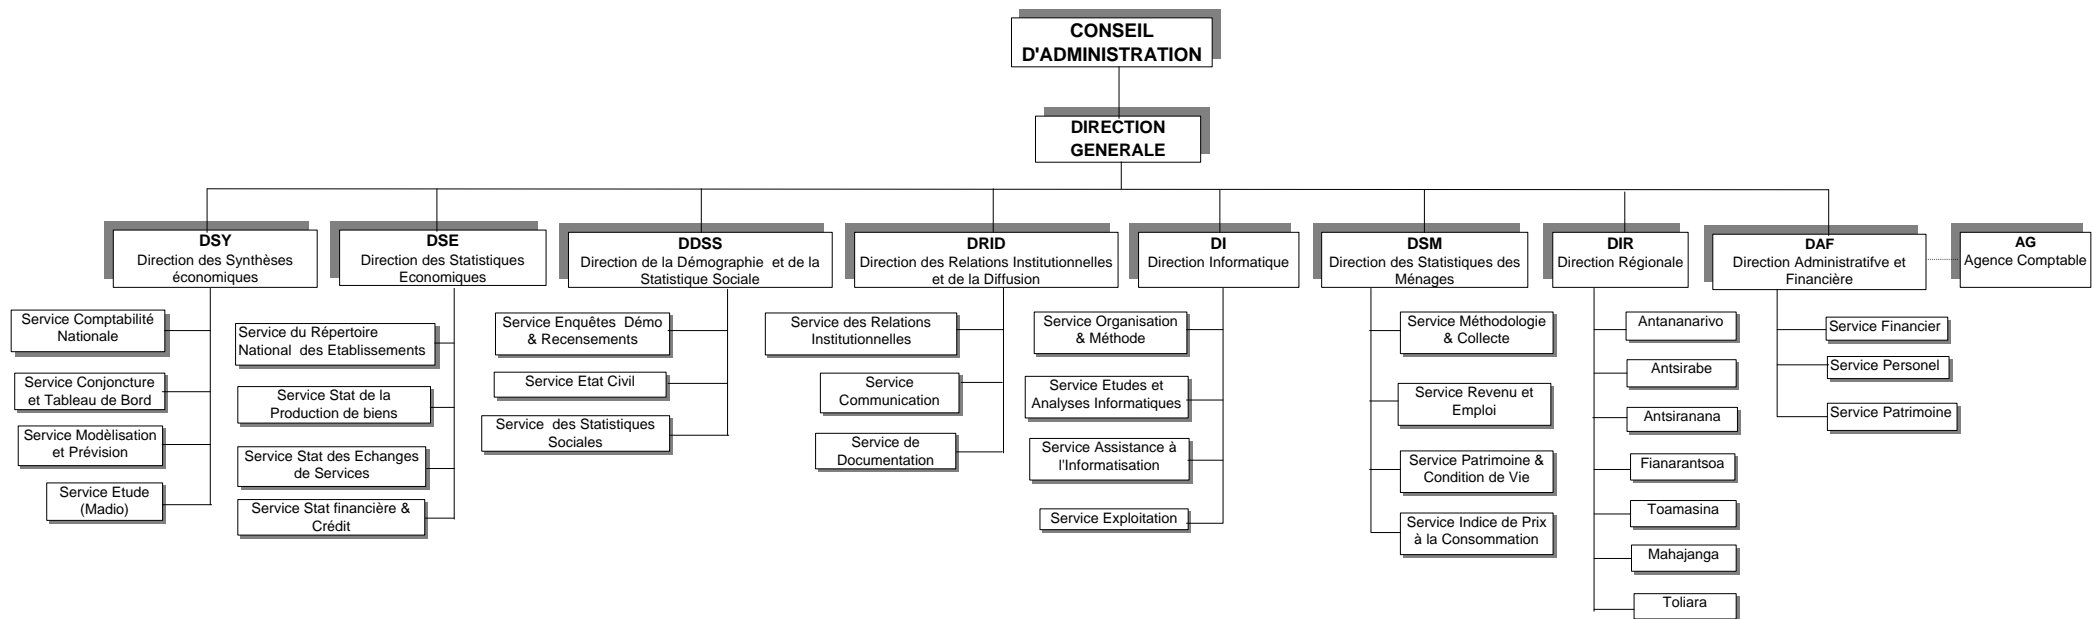 CONSEIL
D'ADMINISTRATION
DIRECTION
GENERALE
DSY
Direction des Synthèses
économiques
Service Comptabilité
Nationale
Service Conjoncture
et Tableau de Bord
Service Modèlisation
et Prévision
Service Etude
(Madio)
DSE
Direction des Statistiques
Economiques
Service du Répertoire
National des Etablissements
Service Stat de la
Production de biens
Service Stat des Echanges
de Services
Service Stat financière &
Crédit
DDSS
Direction de la Démographie et de la
Statistique Sociale
Service Enquêtes Démo
& Recensements
Service Etat Civil
Service des Statistiques
Sociales
DRID
Direction des Relations Institutionnelles
et de la Diffusion
Service des Relations
Institutionnelles
Service
Communication
Service de
Documentation
DI
Direction Informatique
Service Organisation
& Méthode
Service Etudes et
Analyses Informatiques
Service Assistance à
l'Informatisation
Service Exploitation
DSM
Direction des Statistiques des
Ménages
Service Méthodologie
& Collecte
Service Revenu et
Emploi
Service Patrimoine &
Condition de Vie
Service Indice de Prix
à la Consommation
DIR
Direction Régionale
Antananarivo
Antsirabe
Antsiranana
Fianarantsoa
Toamasina
Mahajanga
Toliara
DAF
Direction Administratifve et
Financière
Service Financier
Service Personel
Service Patrimoine
AG
Agence Comptable